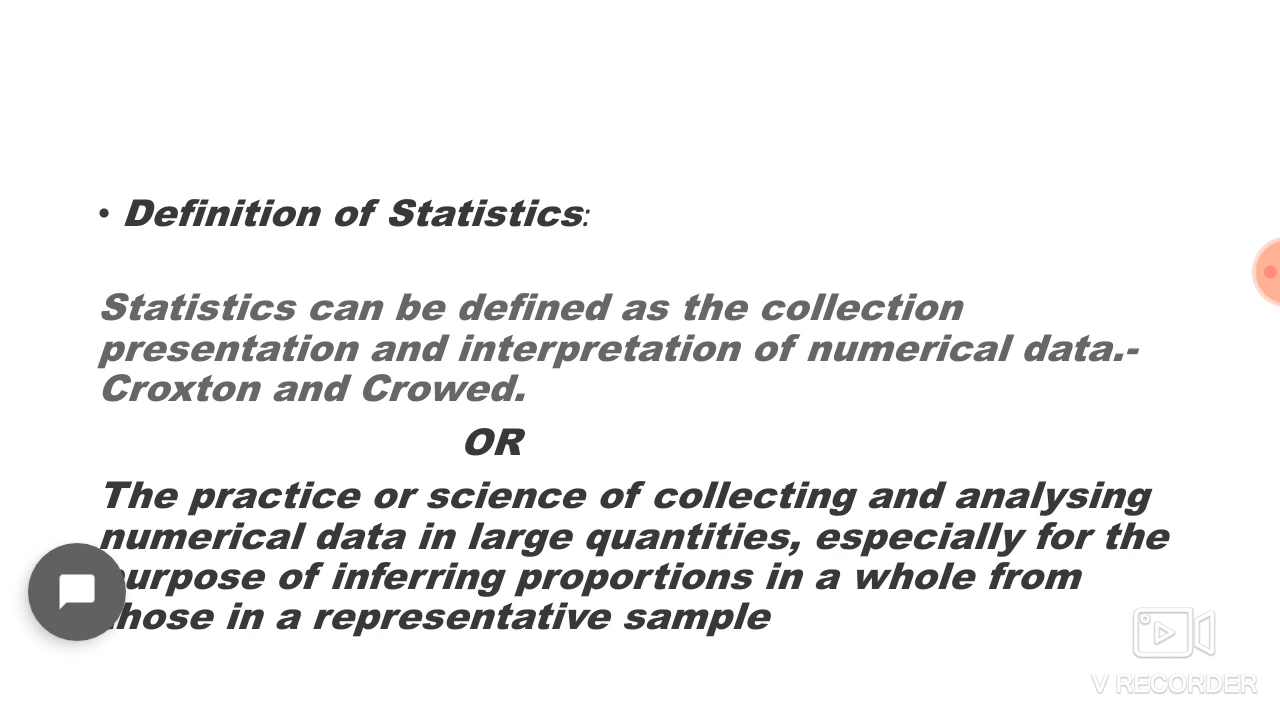 • Definition of Statistics:
Statistics can be defined as the collection
presentation and interpretation of numerical data.-
Croxton and Crowed.
OR
The practice or science of collecting and analysing
numerical data in large quantities, especially for the
purpose of inferring proportions in a whole from
those in a representative sample
V RECORDER